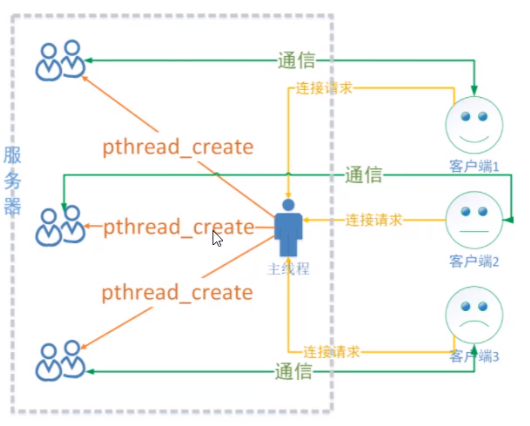 通信
连接请求
pthread_create
客户端1
服务器
通信
pthread_create
连接请求
主线程
客户端2
pthread_create
连接请求
客户端3
通信